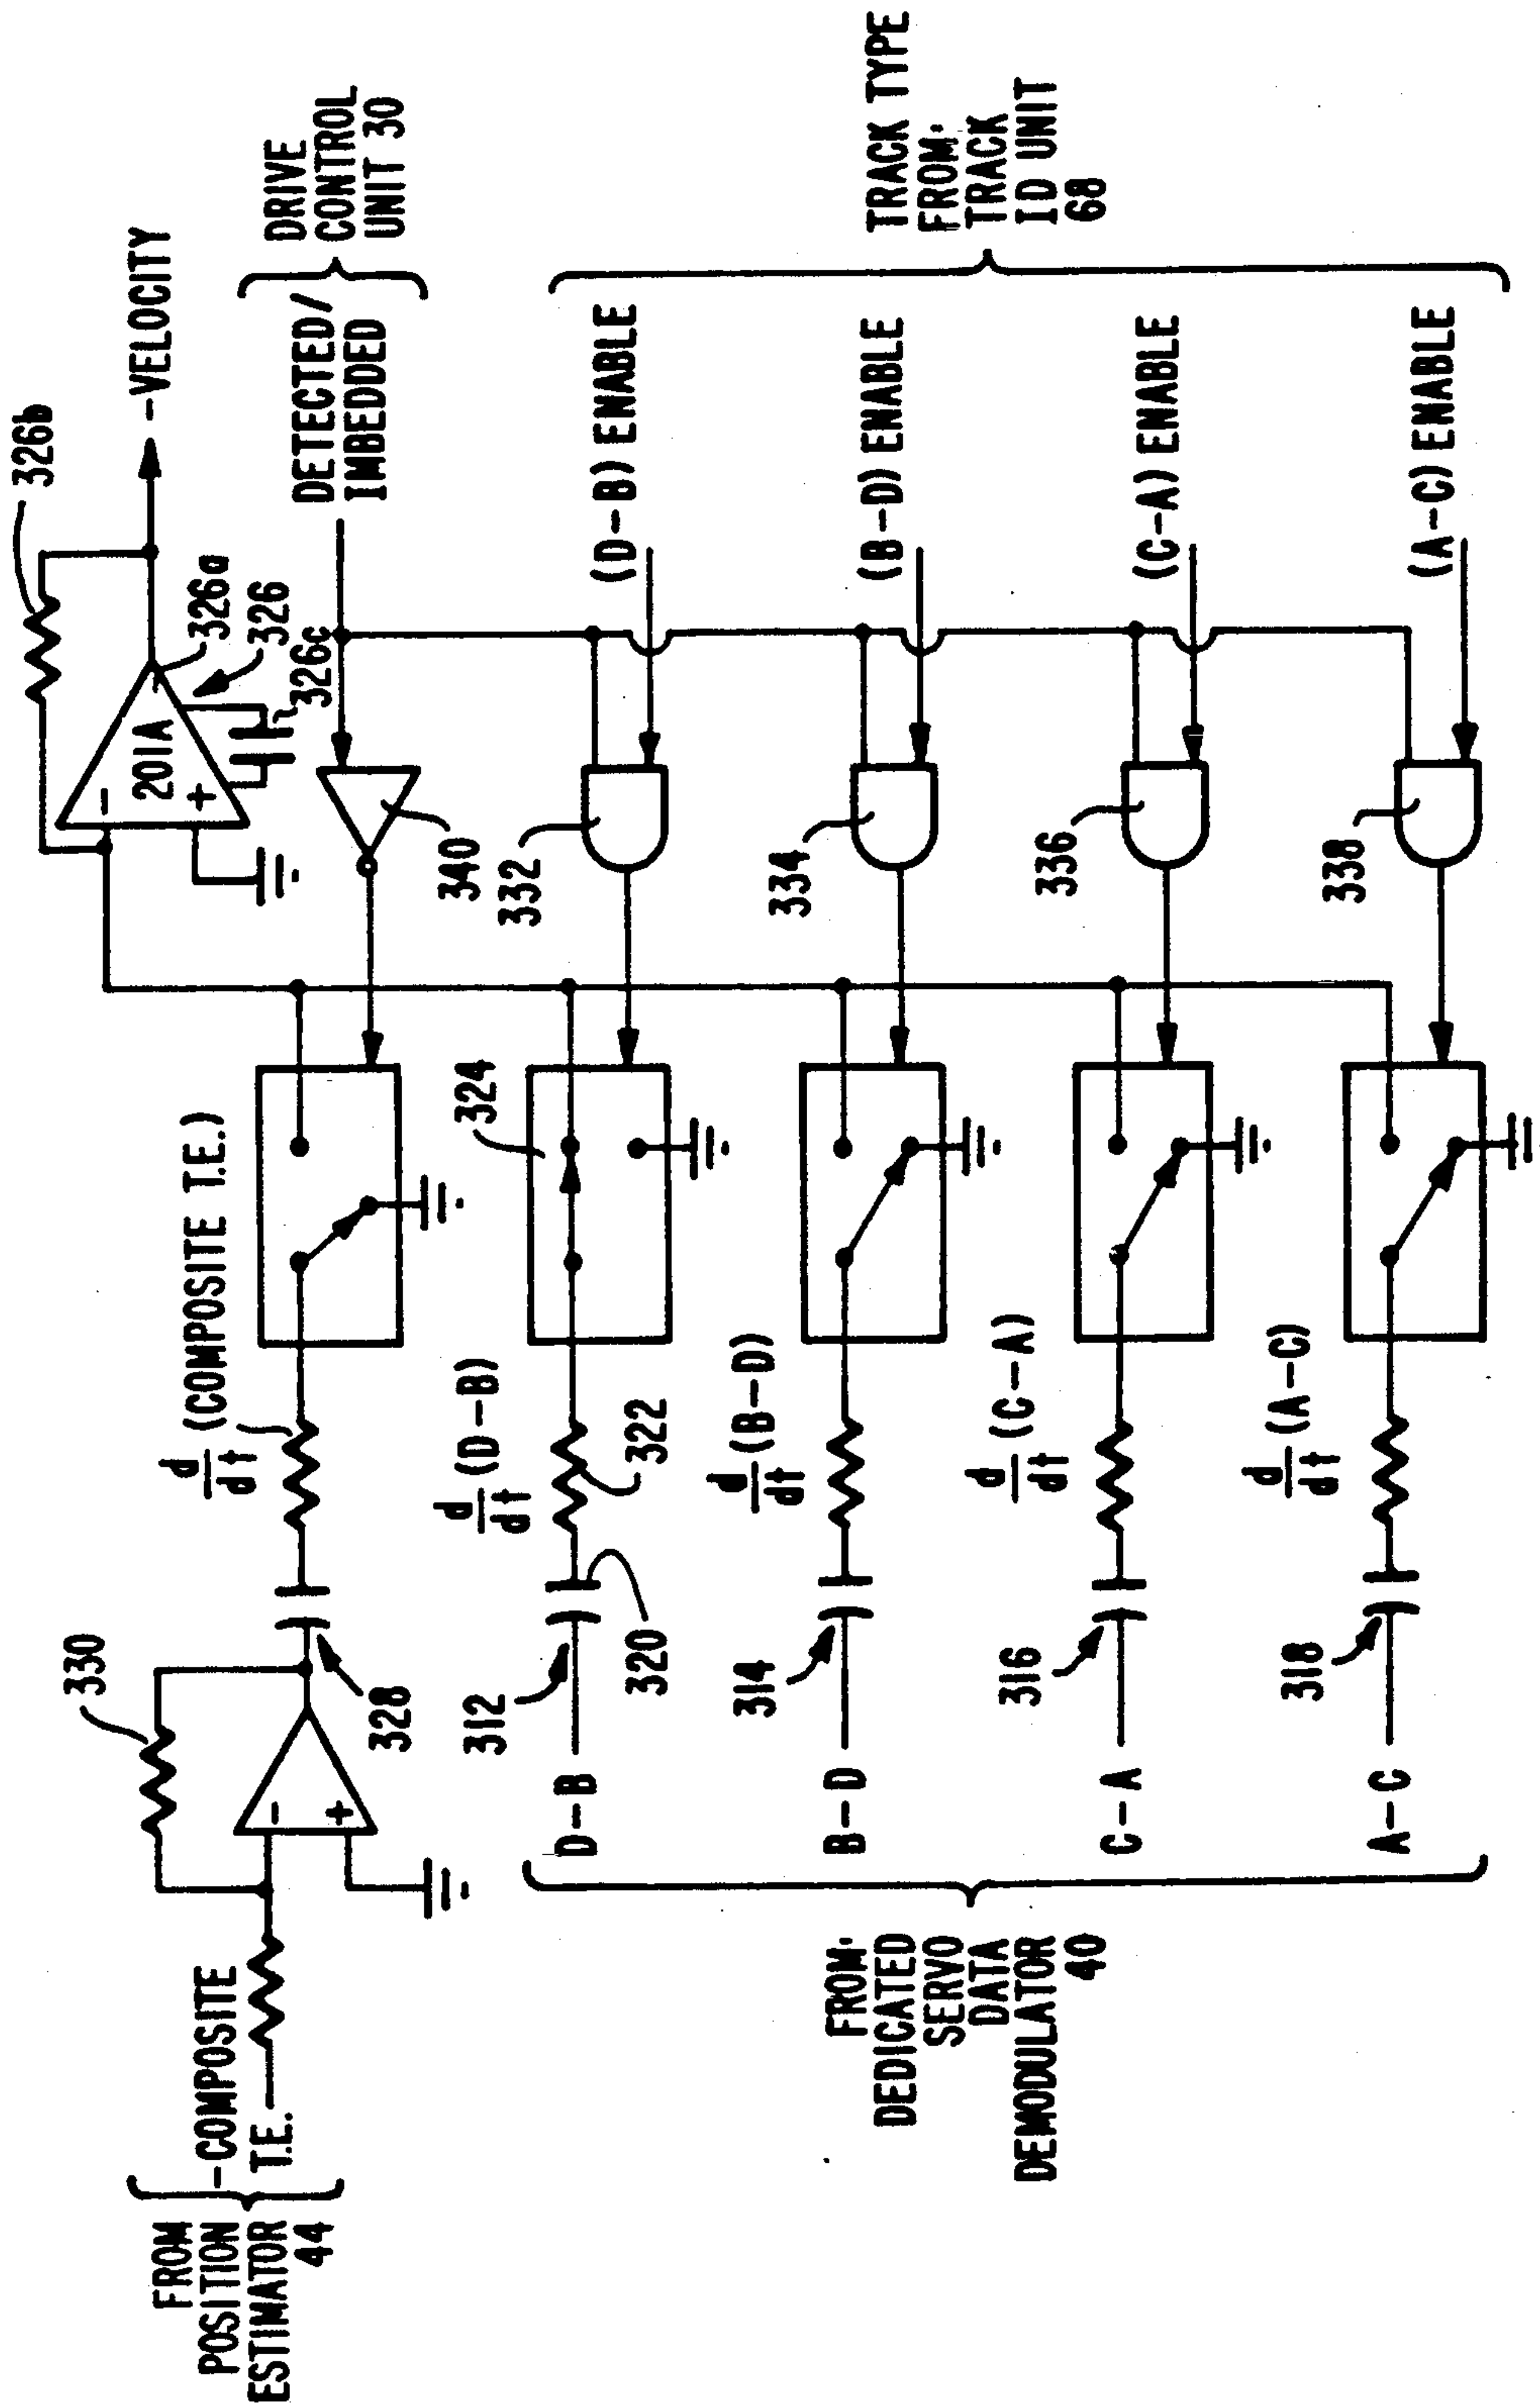 FROM
POSITION
ESTIMATOR
44
-COMPOSITE
T.E.
330
328
d/dt (COMPOSITE T.E.)
326b
-VELOCITY
201A
-
+
-
+
326a
326
326c
DETECTED/
IMBEDDED
DRIVE
CONTROL
UNIT 30
340
FROM:
DEDICATED
SERVO
DATA
DEMODULATOR
40
D-B
312
320
d/dt (D-B)
322
324
332
(D-B) ENABLE
B-D
314
d/dt (B-D)
334
(B-D) ENABLE
C-A
316
d/dt (C-A)
336
(C-A) ENABLE
A-C
318
d/dt (A-C)
338
(A-C) ENABLE
TRACK TYPE
FROM:
TRACK
ID UNIT
68